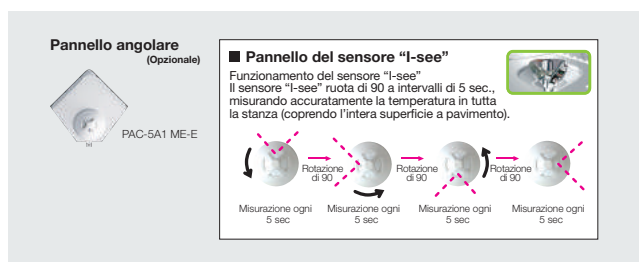 Pannello angolare
(Opzionale)
PAC-5A1 ME-E
■ Pannello del sensore “I-see”
Funzionamento del sensore “I-see”
Il sensore “I-see” ruota di 90 a intervalli di 5 sec.,
misurando accuratamente la temperatura in tutta
la stanza (coprendo l’intera superficie a pavimento).
Rotazione
di 90
Rotazione
di 90
Rotazione
di 90
Misurazione ogni
5 sec
Misurazione ogni
5 sec
Misurazione ogni
5 sec
Misurazione ogni
5 sec